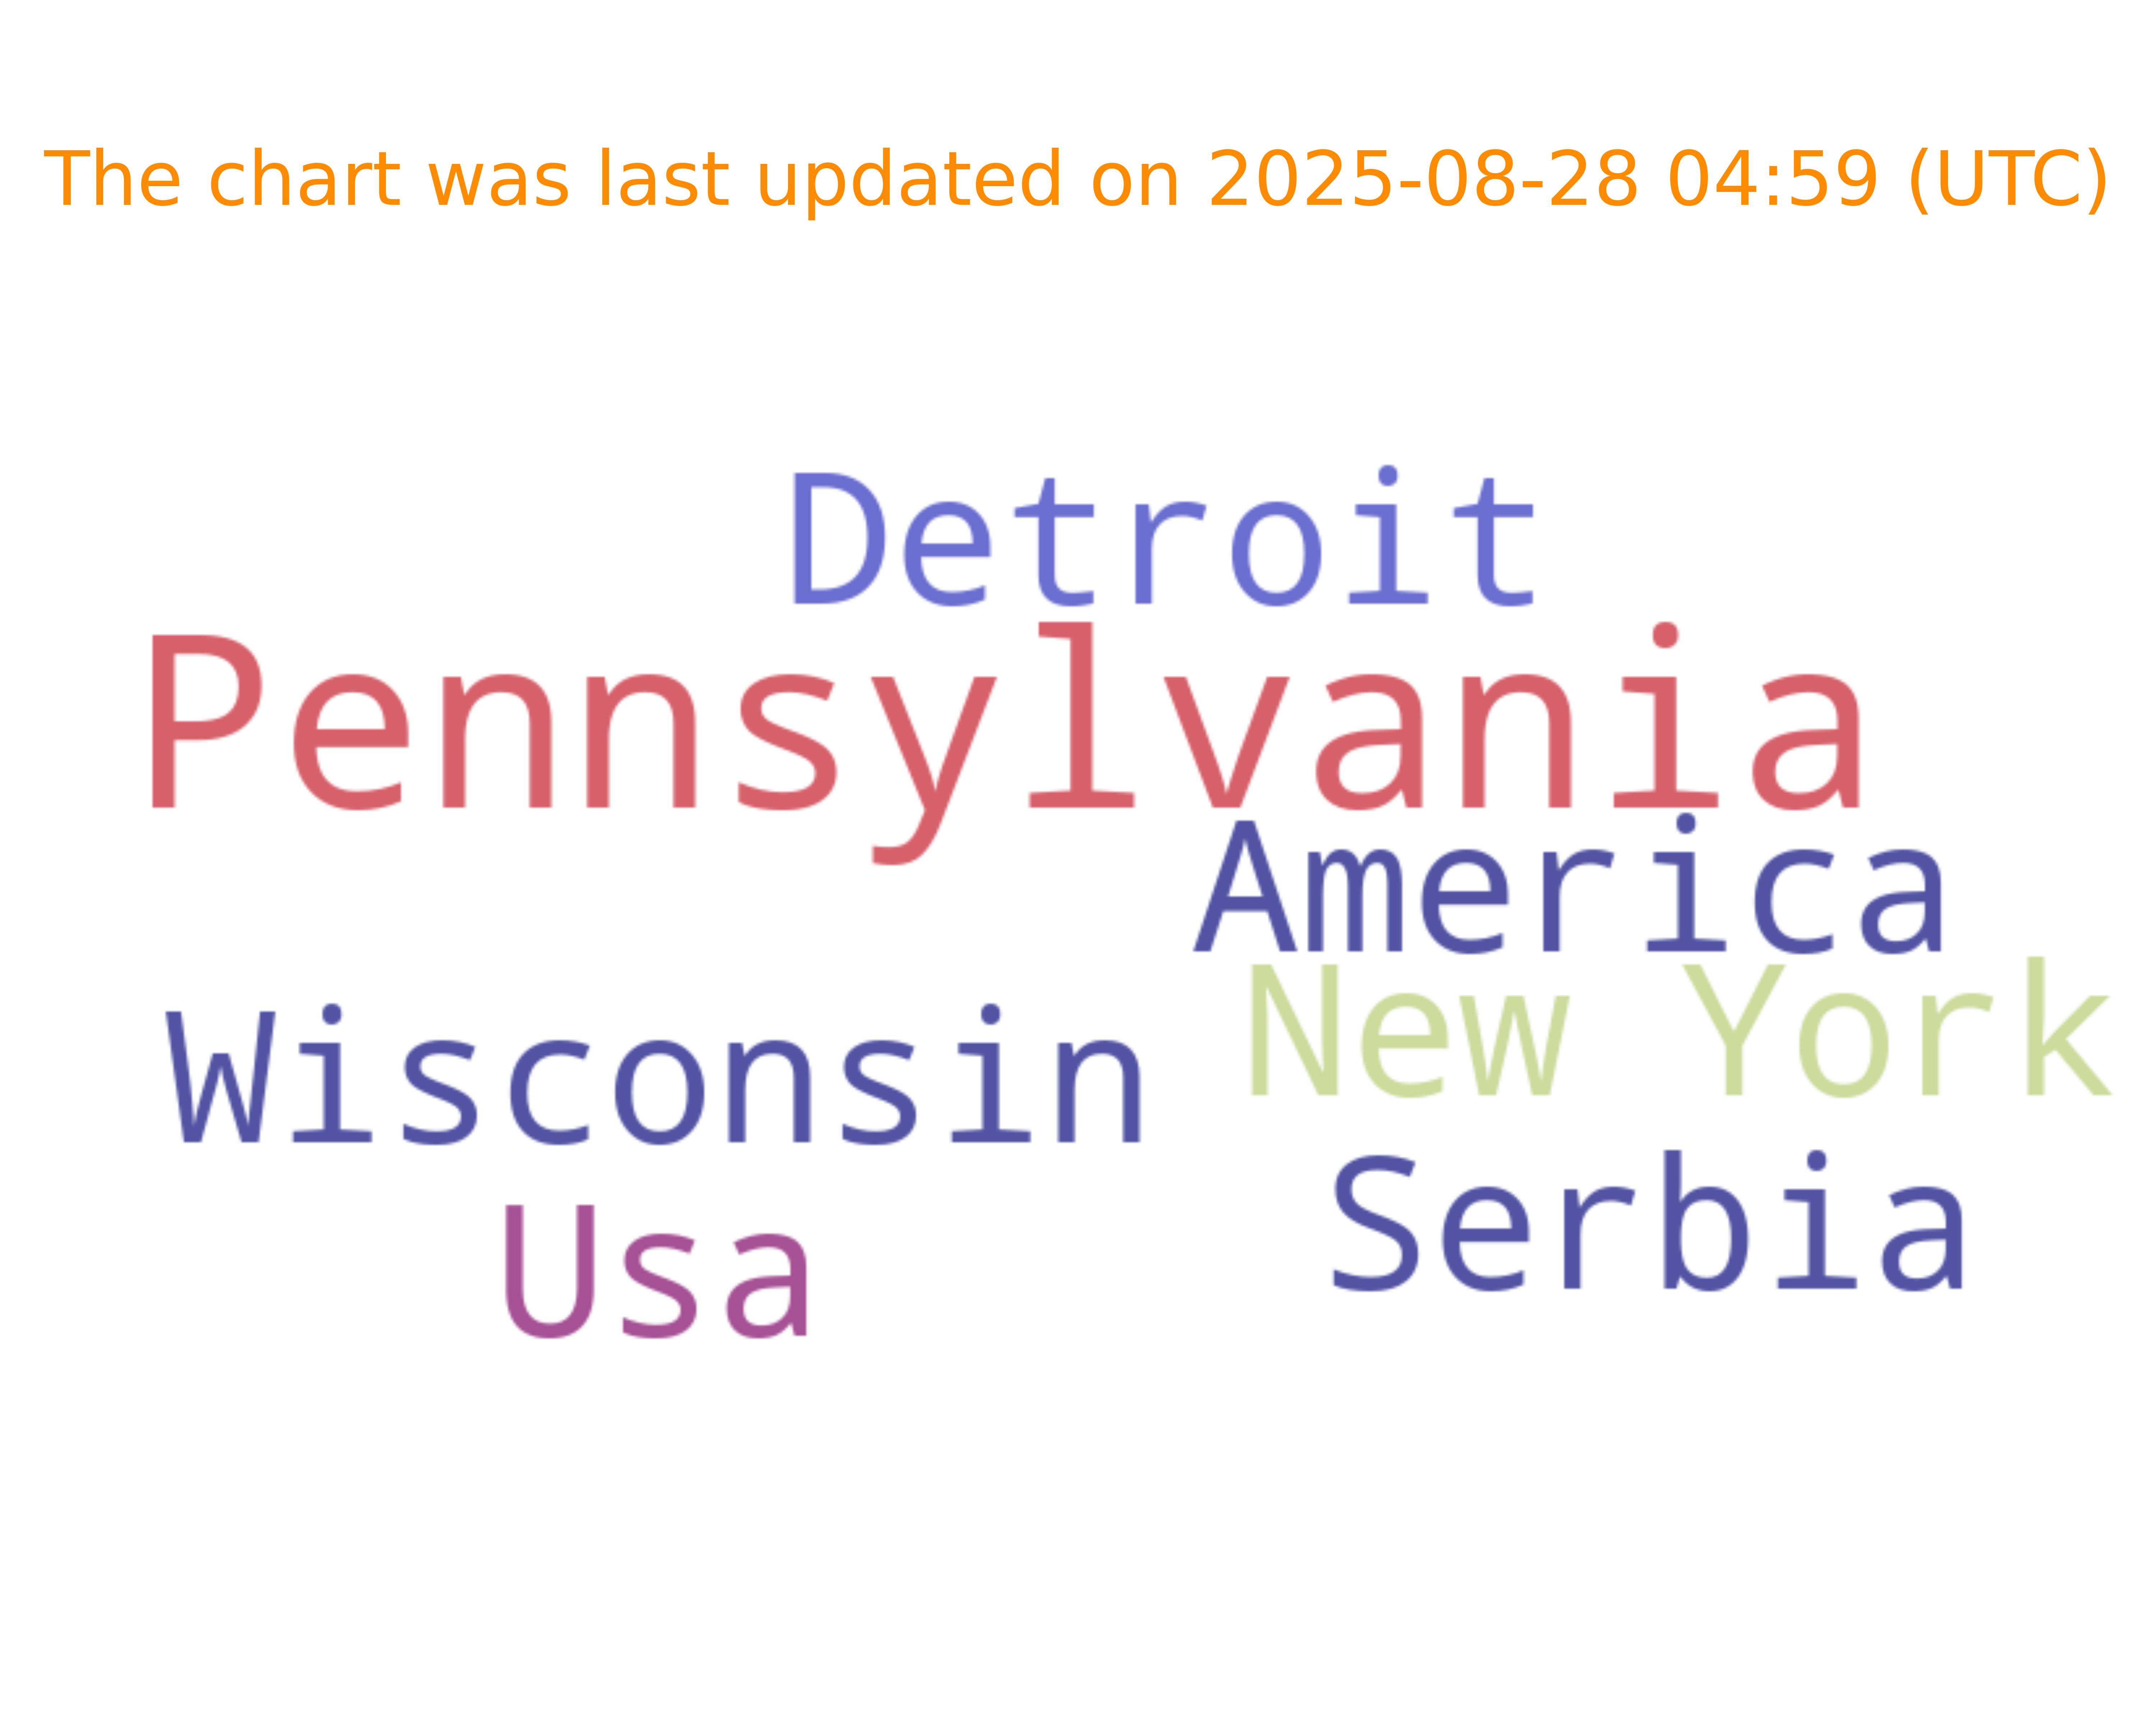 The chart was last updated on 2025-08-28 04:59 (UTC)
Detroit
Pennsylvania
America
New York
Wisconsin
Serbia
Usa